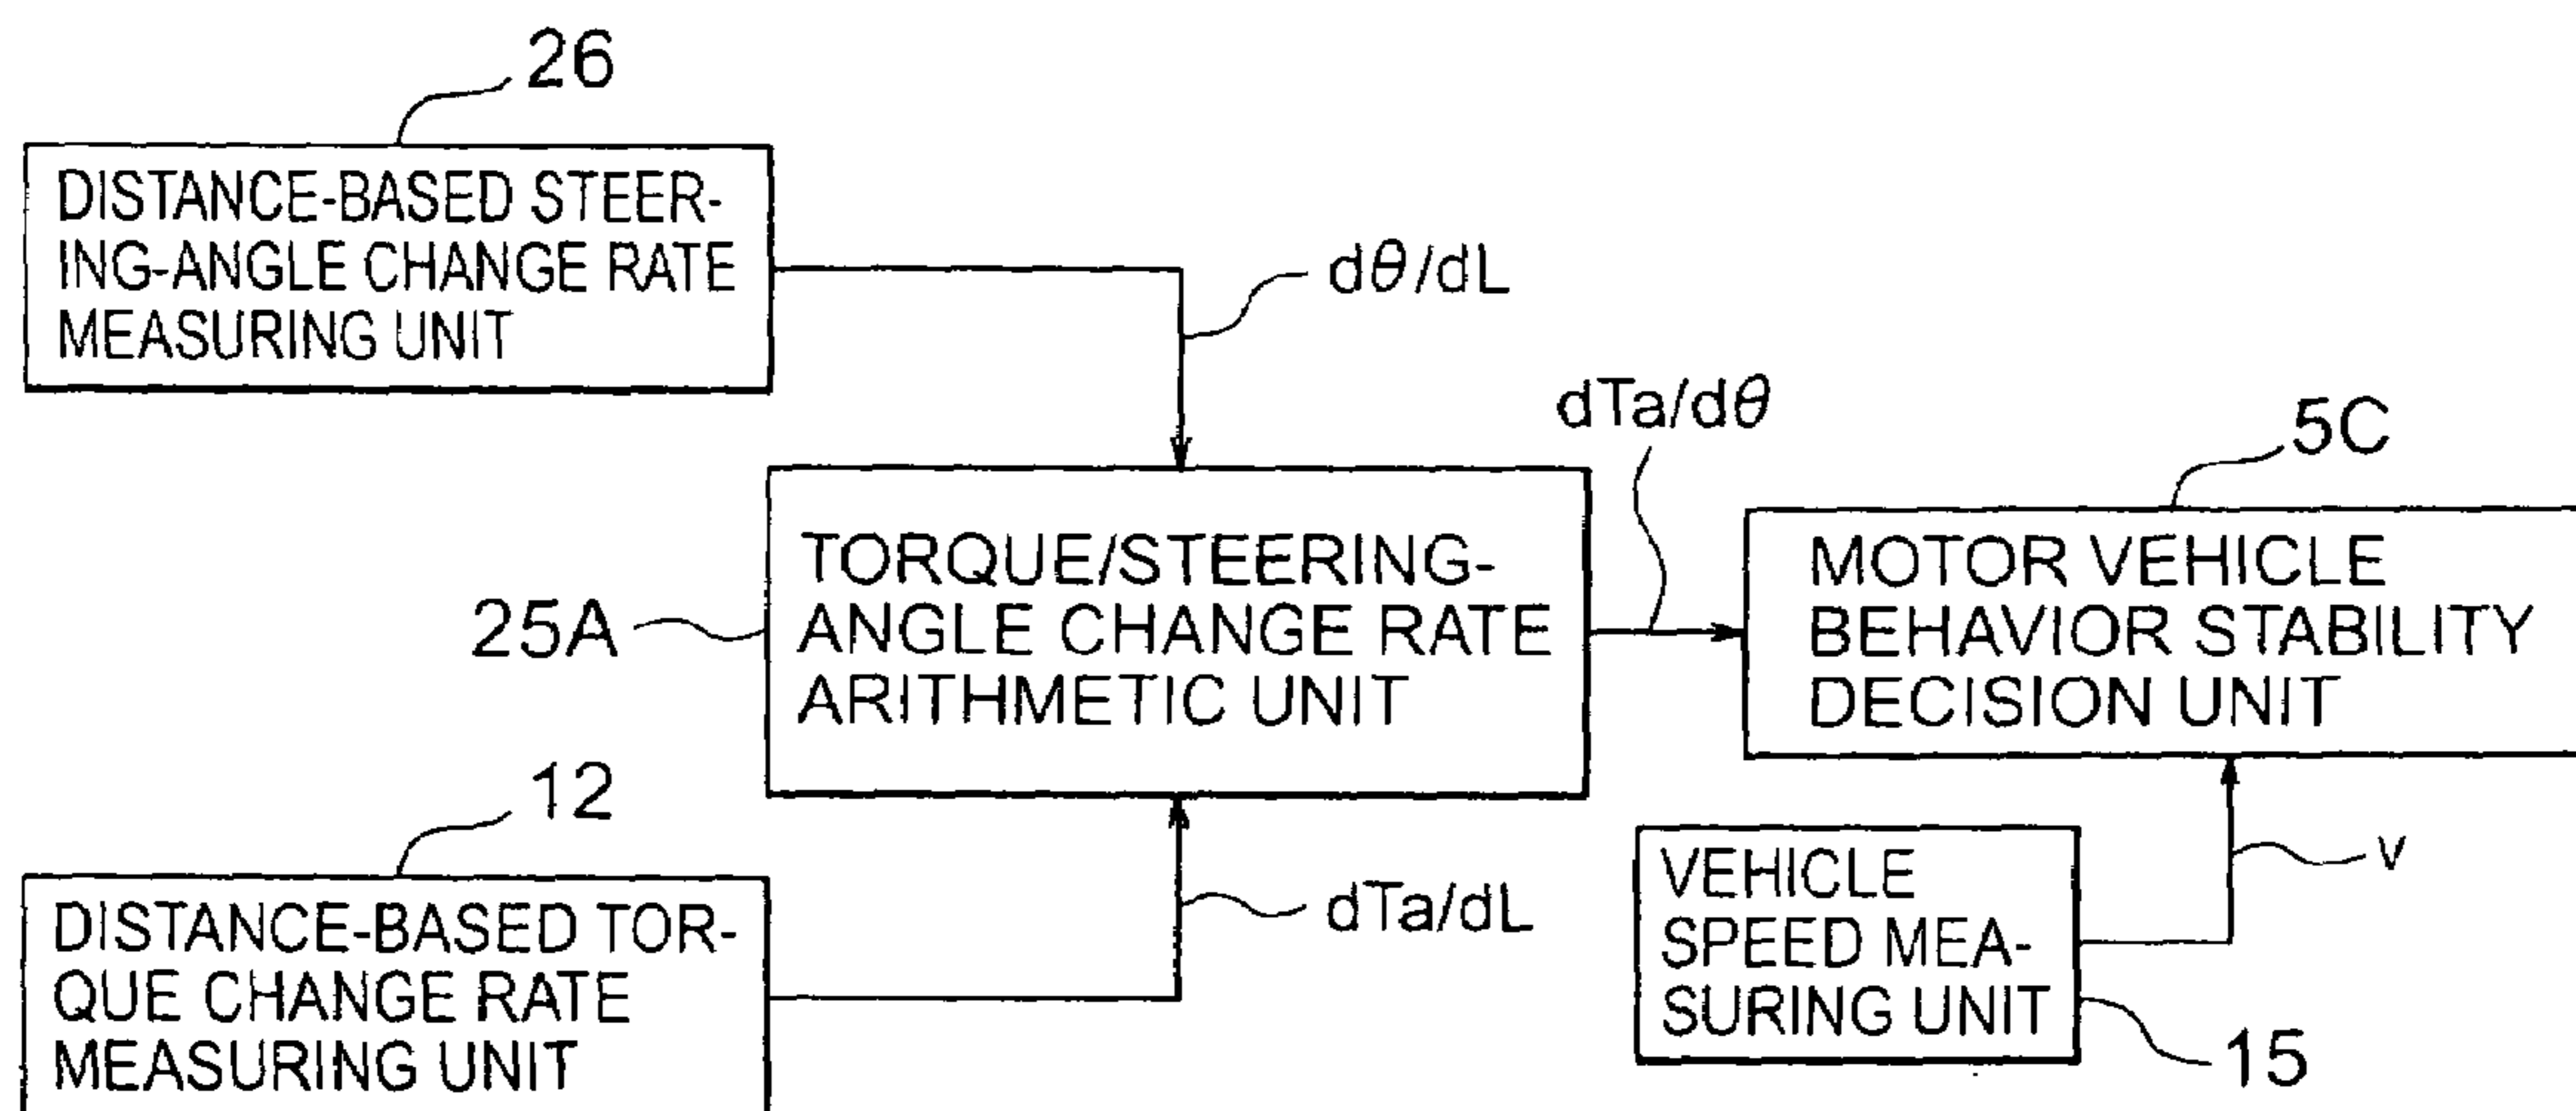 26
DISTANCE-BASED STEER-
ING-ANGLE CHANGE RATE
MEASURING UNIT
dθ/dL
dTa/dθ
5C
25A
TORQUE/STEERING-
ANGLE CHANGE RATE
ARITHMETIC UNIT
MOTOR VEHICLE
BEHAVIOR STABILITY
DECISION UNIT
12
DISTANCE-BASED TOR-
QUE CHANGE RATE
MEASURING UNIT
dTa/dL
VEHICLE
SPEED MEA-
SURING UNIT
v
15